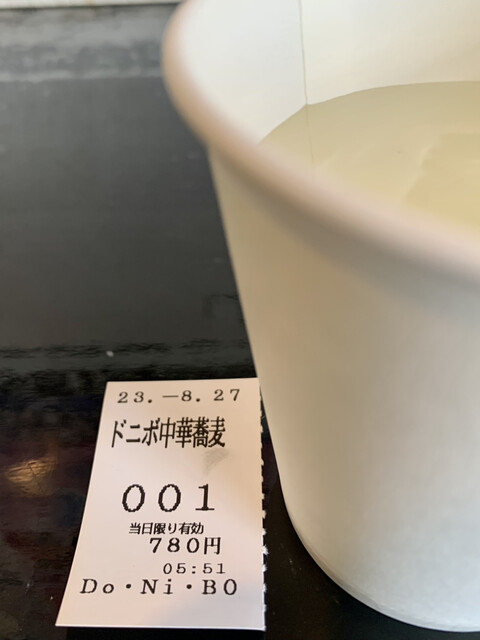 23.-8.27
ドニボ中華蕎麦
001
当日限り有効
780円
05:51
Do・Ni・BO